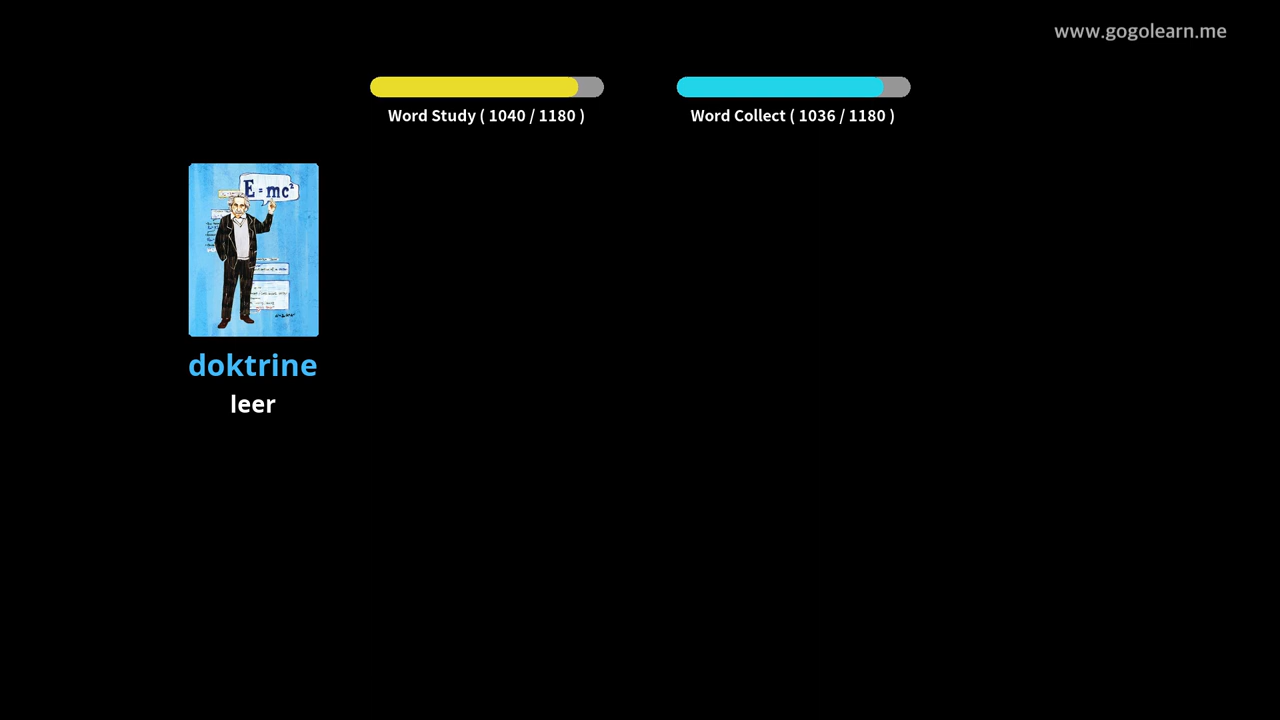 www.gogolearn.me
Word Study ( 1040 / 1180 )
Word Collect ( 1036 / 1180 )
E = mc²
doktrine
leer